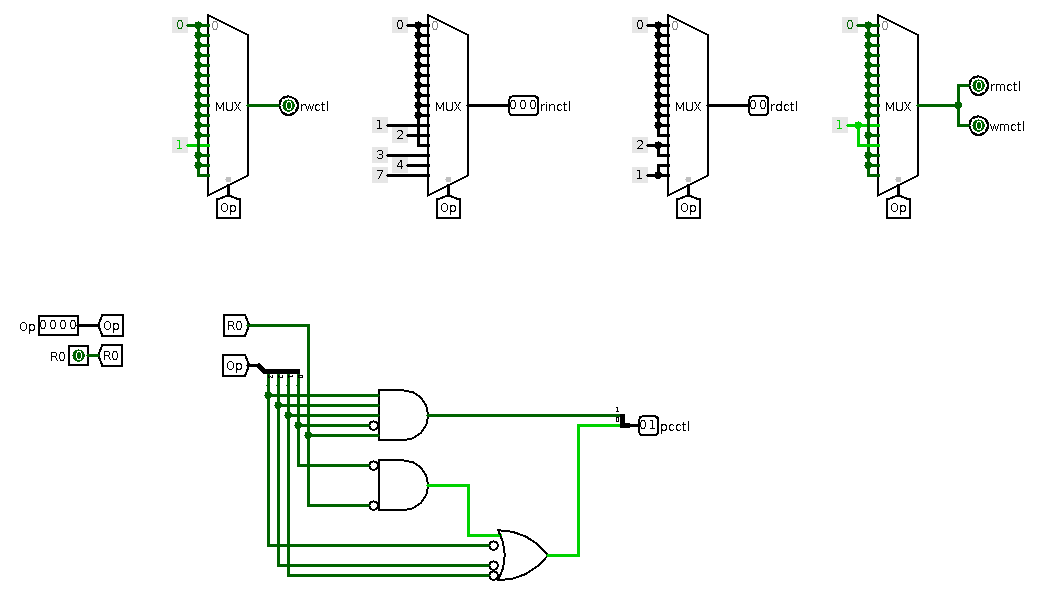 0 0 0 0 0 0 0 0
MUX 0 rwctl MUX 0 0 0 rinctl MUX 0 0 rdctl MUX 0 rmctl
0 wmctl
1 1
2
1 3 2
4
7 1
Op Op Op Op
Op 0 0 0 0 Op R0
R0 0 R0 Op
1
0
0 1 pcctl